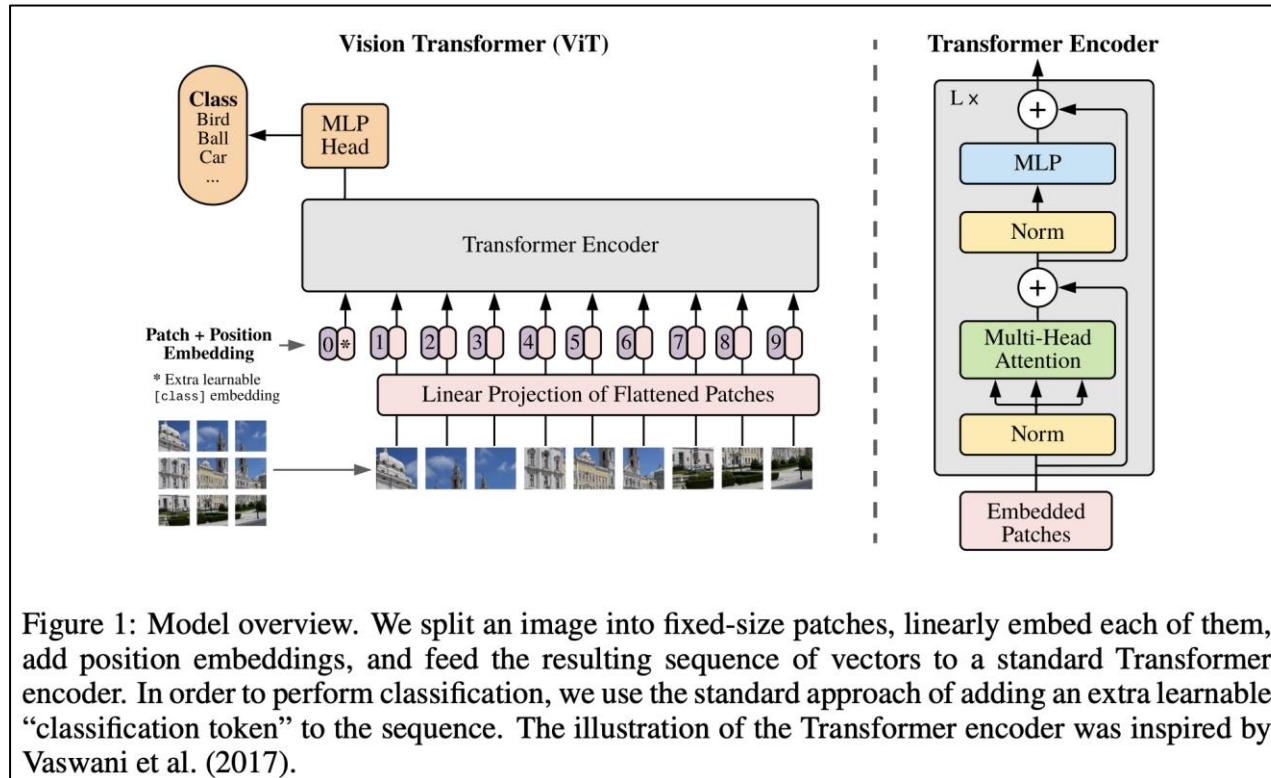 Vision Transformer (ViT)
Transformer Encoder
Class
Bird
Ball
Car
...
MLP
Head
Transformer Encoder
Patch + Position
Embedding
* Extra learnable
[class] embedding
0 * 1 2 3 4 5 6 7 8 9
Linear Projection of Flattened Patches
L ×
+
MLP
Norm
+
Multi-Head
Attention
Norm
Embedded
Patches
Figure 1: Model overview. We split an image into fixed-size patches, linearly embed each of them,
add position embeddings, and feed the resulting sequence of vectors to a standard Transformer
encoder. In order to perform classification, we use the standard approach of adding an extra learnable
“classification token” to the sequence. The illustration of the Transformer encoder was inspired by
Vaswani et al. (2017).